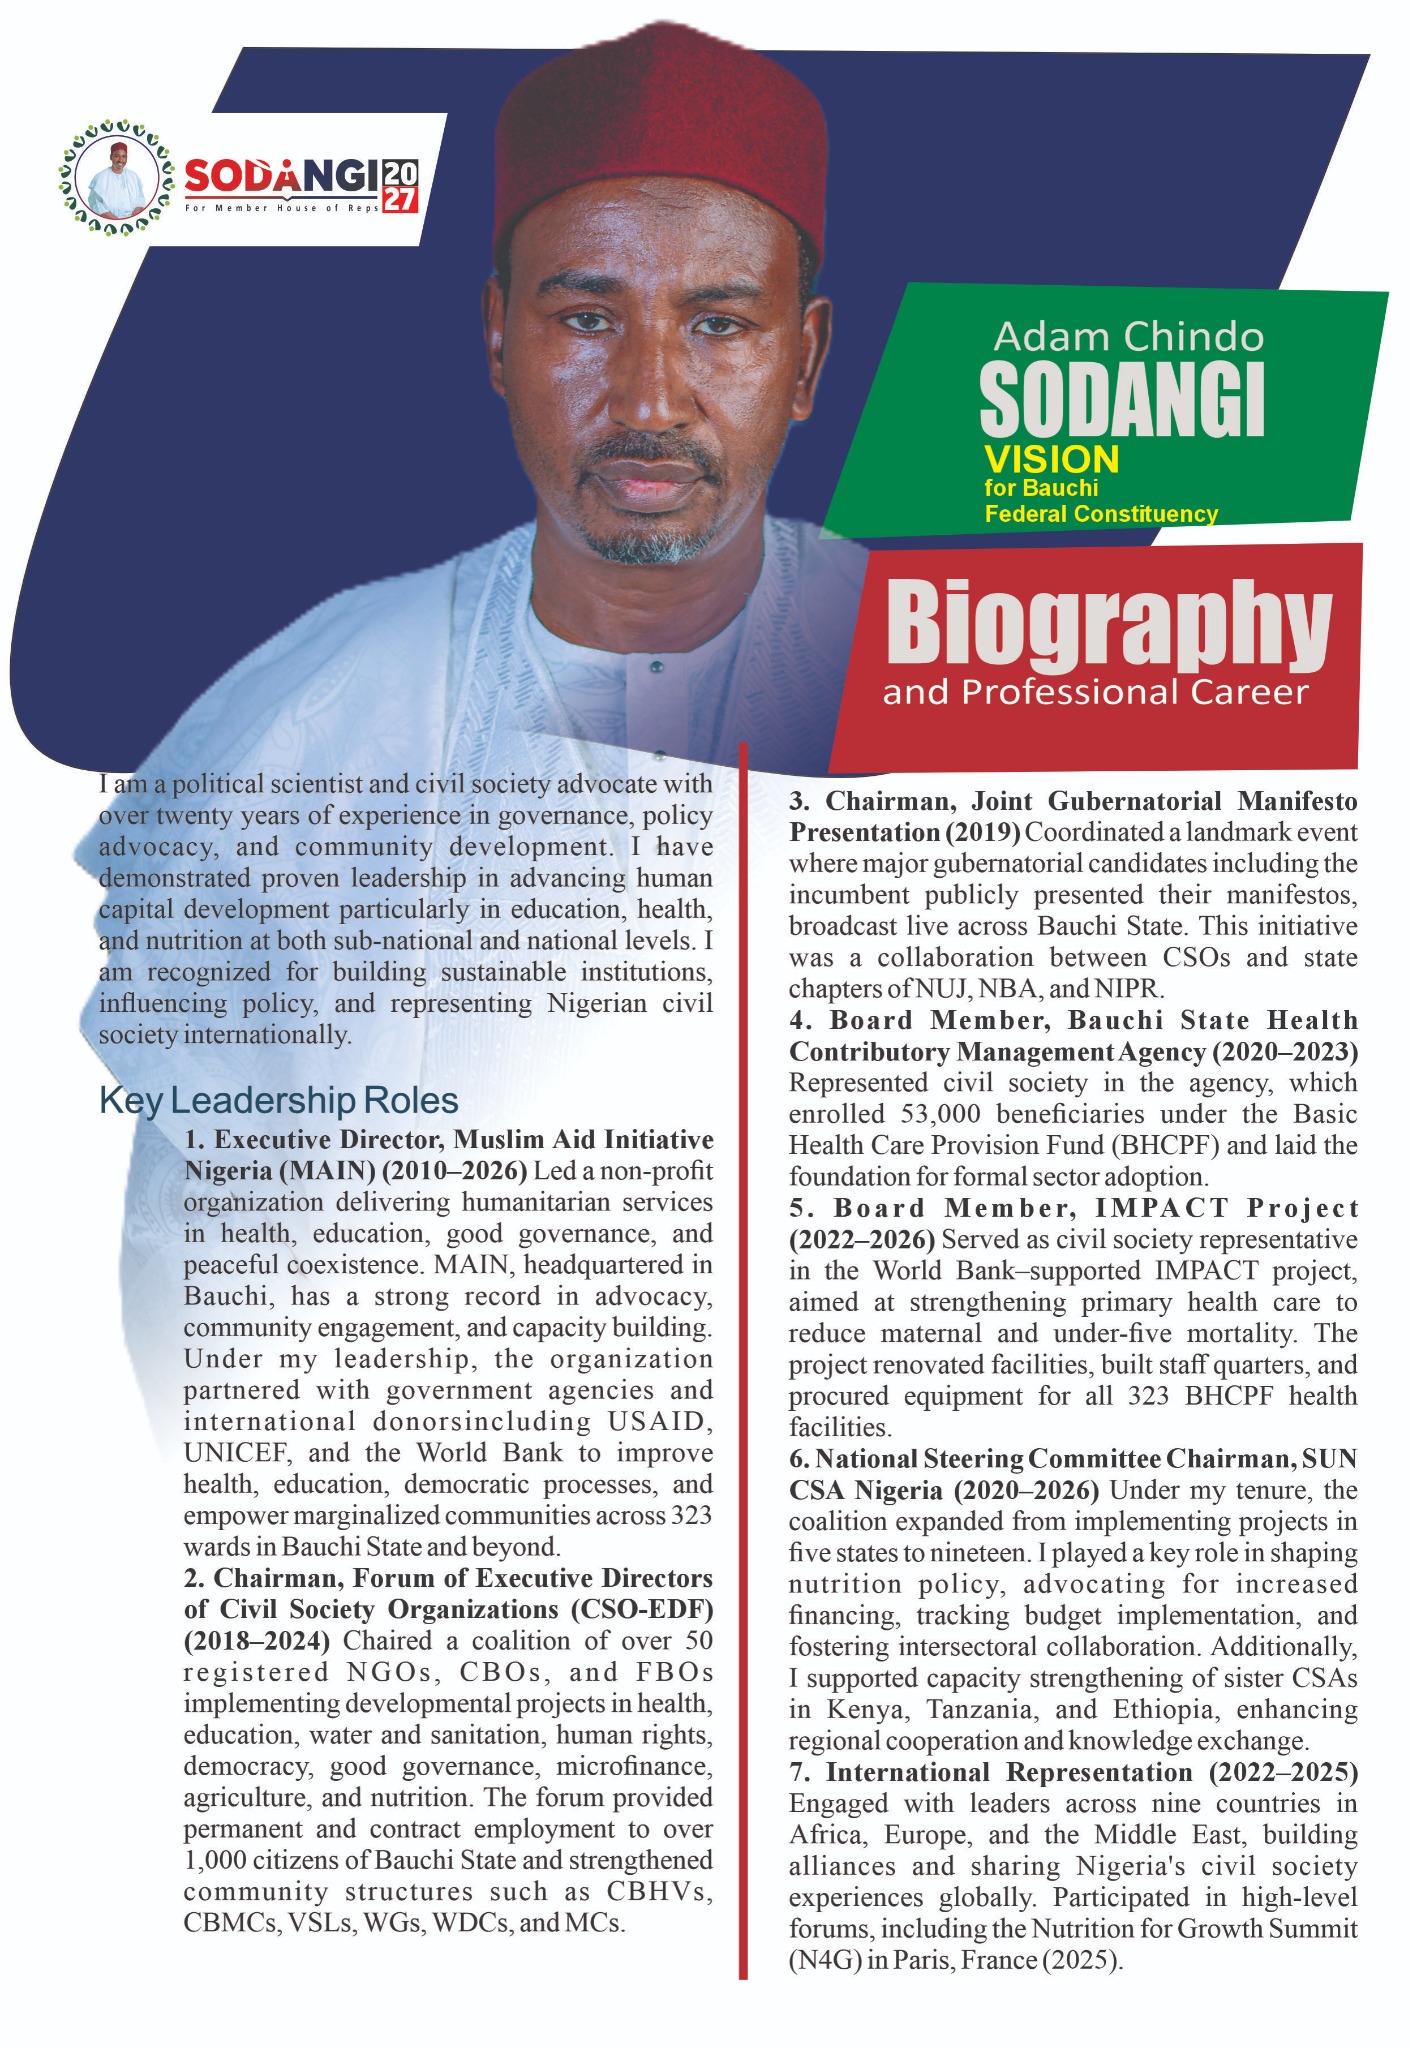 SODANGI 20
27
For Member House of Reps
Adam Chindo
SODANGI
VISION
for Bauchi
Federal Constituency
Biography
and Professional Career
I am a political scientist and civil society advocate with
over twenty years of experience in governance, policy
advocacy, and community development. I have
demonstrated proven leadership in advancing human
capital development particularly in education, health,
and nutrition at both sub-national and national levels. I
am recognized for building sustainable institutions,
influencing policy, and representing Nigerian civil
society internationally.
Key Leadership Roles
1. Executive Director, Muslim Aid Initiative
Nigeria (MAIN) (2010–2026) Led a non-profit
organization delivering humanitarian services
in health, education, good governance, and
peaceful coexistence. MAIN, headquartered in
Bauchi, has a strong record in advocacy,
community engagement, and capacity building.
Under my leadership, the organization
partnered with government agencies and
international donorsincluding USAID,
UNICEF, and the World Bank to improve
health, education, democratic processes, and
empower marginalized communities across 323
wards in Bauchi State and beyond.
2. Chairman, Forum of Executive Directors
of Civil Society Organizations (CSO-EDF)
(2018–2024) Chaired a coalition of over 50
registered NGOs, CBOs, and FBOs
implementing developmental projects in health,
education, water and sanitation, human rights,
democracy, good governance, microfinance,
agriculture, and nutrition. The forum provided
permanent and contract employment to over
1,000 citizens of Bauchi State and strengthened
community structures such as CBHVs,
CBMCs, VSLs, WGs, WDCs, and MCs.
3. Chairman, Joint Gubernatorial Manifesto
Presentation (2019) Coordinated a landmark event
where major gubernatorial candidates including the
incumbent publicly presented their manifestos,
broadcast live across Bauchi State. This initiative
was a collaboration between CSOs and state
chapters of NUJ, NBA, and NIPR.
4. Board Member, Bauchi State Health
Contributory Management Agency (2020–2023)
Represented civil society in the agency, which
enrolled 53,000 beneficiaries under the Basic
Health Care Provision Fund (BHCPF) and laid the
foundation for formal sector adoption.
5. Board Member, IMPACT Project
(2022–2026) Served as civil society representative
in the World Bank–supported IMPACT project,
aimed at strengthening primary health care to
reduce maternal and under-five mortality. The
project renovated facilities, built staff quarters, and
procured equipment for all 323 BHCPF health
facilities.
6. National Steering Committee Chairman, SUN
CSA Nigeria (2020–2026) Under my tenure, the
coalition expanded from implementing projects in
five states to nineteen. I played a key role in shaping
nutrition policy, advocating for increased
financing, tracking budget implementation, and
fostering intersectoral collaboration. Additionally,
I supported capacity strengthening of sister CSAs
in Kenya, Tanzania, and Ethiopia, enhancing
regional cooperation and knowledge exchange.
7. International Representation (2022–2025)
Engaged with leaders across nine countries in
Africa, Europe, and the Middle East, building
alliances and sharing Nigeria's civil society
experiences globally. Participated in high-level
forums, including the Nutrition for Growth Summit
(N4G) in Paris, France (2025).